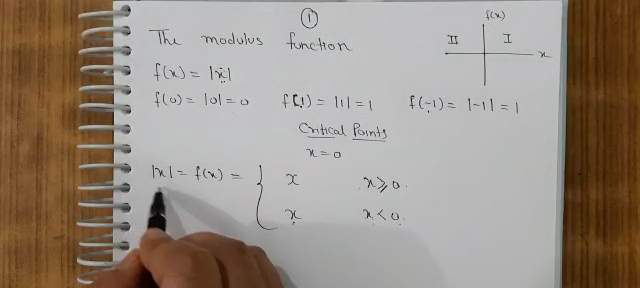 ①
The modulus function
f(x)
II I
x
f(x) = |x|
f(0) = |0| = 0 f(1) = |1| = 1 f(-1) = |-1| = 1
Critical Points
x = 0
|x| = f(x) = { x x ⩾ 0
x x < 0